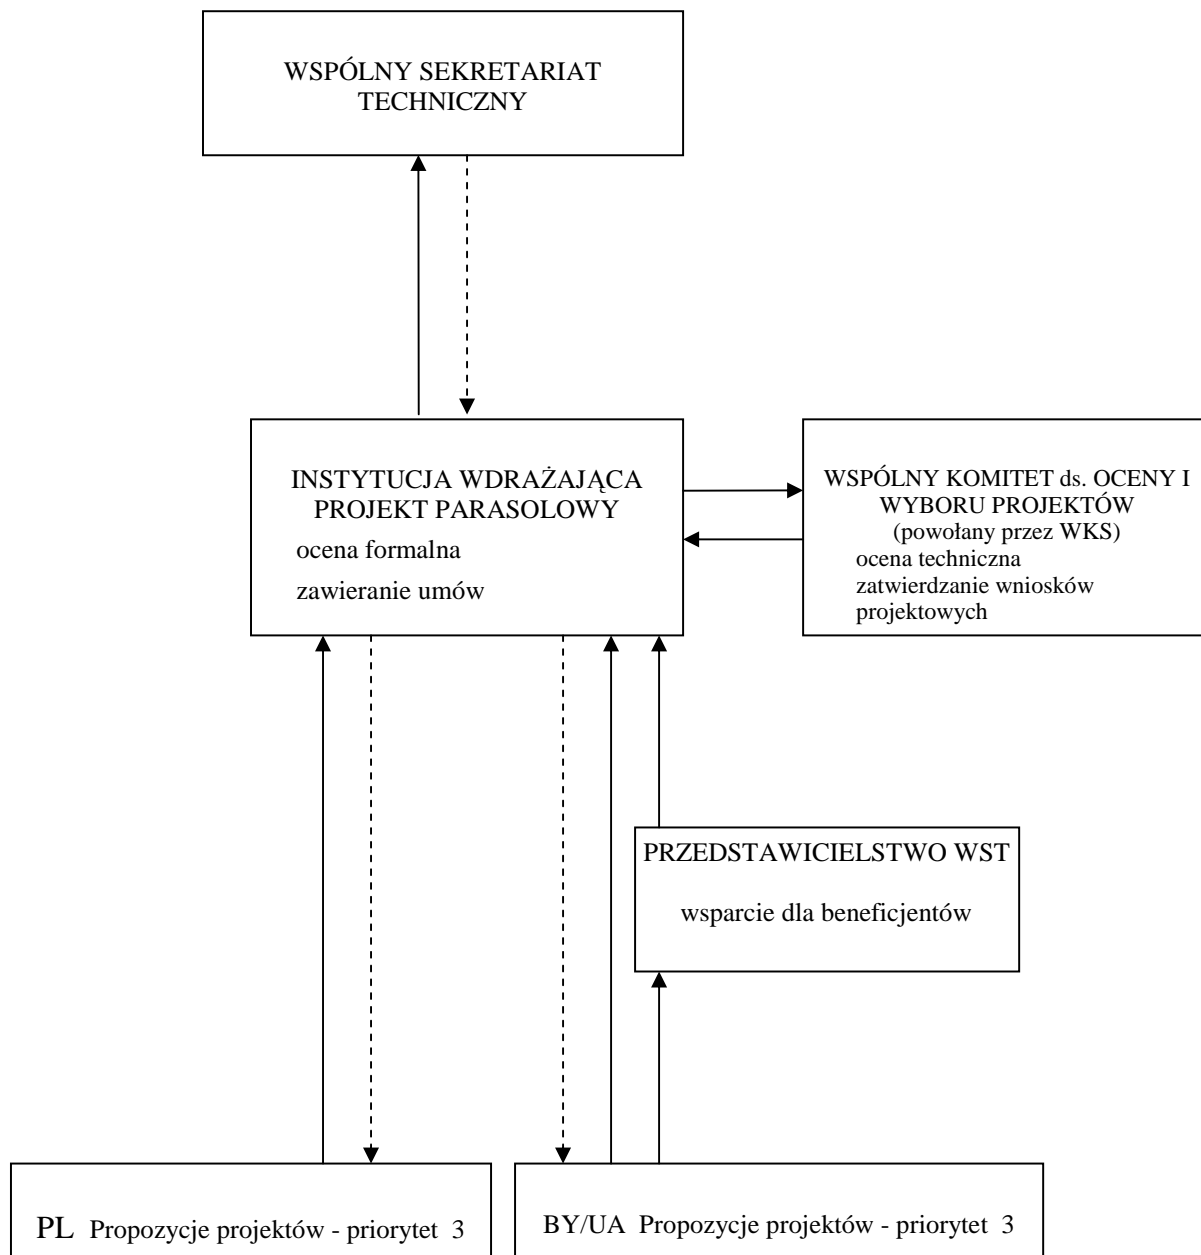 WSPÓLNY SEKRETARIAT
TECHNICZNY
INSTYTUCJA WDRAŻAJĄCA
PROJEKT PARASOLOWY
ocena formalna
zawieranie umów
WSPÓLNY KOMITET ds. OCENY I
WYBORU PROJEKTÓW
(powołany przez WKS)
ocena techniczna
zatwierdzanie wniosków
projektowych
PRZEDSTAWICIELSTWO WST
wsparcie dla beneficjentów
PL Propozycje projektów - priorytet 3
BY/UA Propozycje projektów - priorytet 3